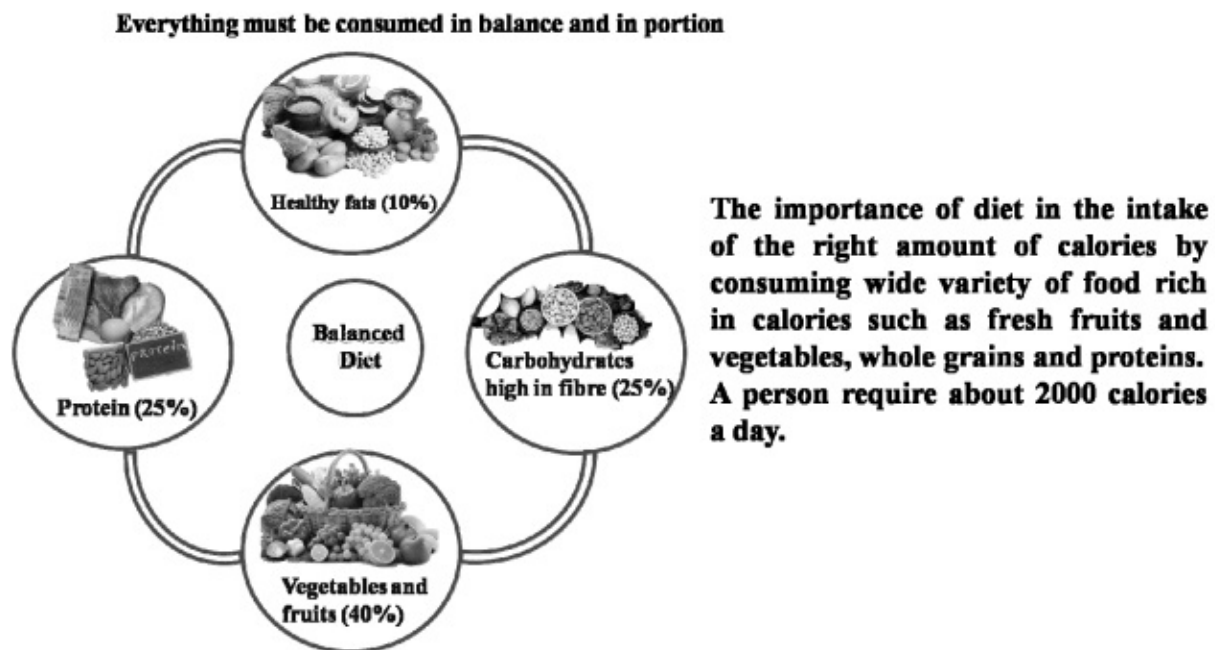 Everything must be consumed in balance and in portion
Healthy fats (10%)
PROTEIN
Protein (25%)
Balanced
Diet
Carbohydrates
high in fibre (25%)
Vegetables and
fruits (40%)
The importance of diet in the intake
of the right amount of calories by
consuming wide variety of food rich
in calories such as fresh fruits and
vegetables, whole grains and proteins.
A person require about 2000 calories
a day.